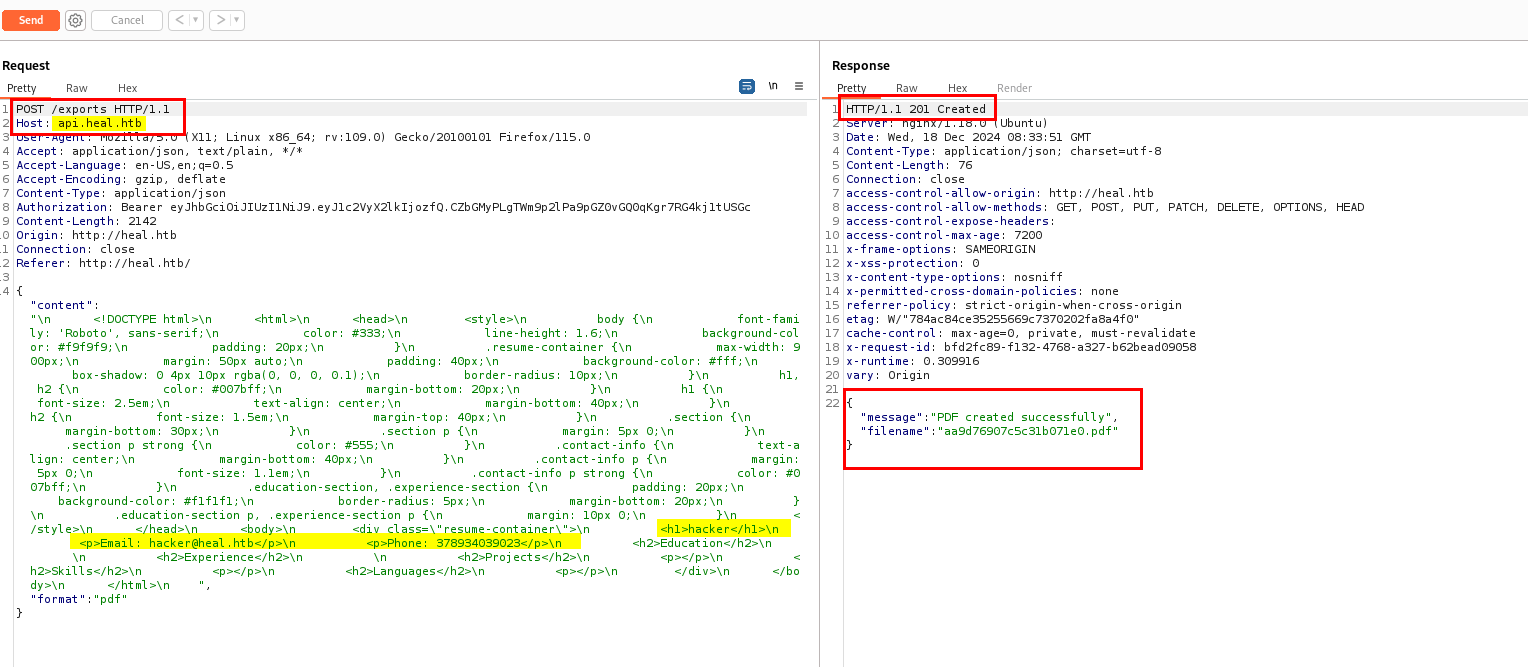 Send
Cancel
Request
Pretty Raw Hex
\n
1 POST /exports HTTP/1.1
2 Host: api.heal.htb
3 User-Agent: Mozilla/5.0 (X11; Linux x86_64; rv:109.0) Gecko/20100101 Firefox/115.0
4 Accept: application/json, text/plain, */*
5 Accept-Language: en-US,en;q=0.5
6 Accept-Encoding: gzip, deflate
7 Content-Type: application/json
8 Authorization: Bearer eyJhbGciOiJIUzI1NiJ9.eyJ1c2VyX2lkIjozfQ.CZbGMyPLgTWm9p2lPa9pGZ0vGQ0qKgr7RG4kj1tUSGc
9 Content-Length: 2142
10 Origin: http://heal.htb
11 Connection: close
12 Referer: http://heal.htb/
13
14 {
"content":
"\n <!DOCTYPE html>\n <html>\n <head>\n <style>\n body {\n font-fami
ly: 'Roboto', sans-serif;\n color: #333;\n line-height: 1.6;\n background-col
or: #f9f9f9;\n padding: 20px;\n }\n .resume-container {\n max-width: 9
00px;\n margin: 50px auto;\n padding: 40px;\n background-color: #fff;\n
box-shadow: 0 4px 10px rgba(0, 0, 0, 0.1);\n border-radius: 10px;\n }\n h1,
h2 {\n color: #007bff;\n margin-bottom: 20px;\n }\n h1 {\n
font-size: 2.5em;\n text-align: center;\n margin-bottom: 40px;\n }\n
h2 {\n font-size: 1.5em;\n margin-top: 40px;\n }\n .section {\n
margin-bottom: 30px;\n }\n .section p {\n margin: 5px 0;\n }\n
.section p strong {\n color: #555;\n }\n .contact-info {\n text-a
lign: center;\n margin-bottom: 40px;\n }\n .contact-info p {\n margin:
5px 0;\n font-size: 1.1em;\n }\n .contact-info p strong {\n color: #0
07bff;\n }\n .education-section, .experience-section {\n padding: 20px;\n
background-color: #f1f1f1;\n border-radius: 5px;\n margin-bottom: 20px;\n }
\n .education-section p, .experience-section p {\n margin: 10px 0;\n }\n <
/style>\n </head>\n <body>\n <div class=\"resume-container\">\n <h1>hacker</h1>\n
<p>Email: hacker@heal.htb</p>\n <p>Phone: 378934039023</p>\n <h2>Education</h2>\n
\n <h2>Experience</h2>\n \n <h2>Projects</h2>\n <p></p>\n <
h2>Skills</h2>\n <p></p>\n <h2>Languages</h2>\n <p></p>\n </div>\n </bo
dy>\n </html>\n ",
"format":"pdf"
}
Response
Pretty Raw Hex Render
1 HTTP/1.1 201 Created
2 Server: nginx/1.18.0 (Ubuntu)
3 Date: Wed, 18 Dec 2024 08:33:51 GMT
4 Content-Type: application/json; charset=utf-8
5 Content-Length: 76
6 Connection: close
7 access-control-allow-origin: http://heal.htb
8 access-control-allow-methods: GET, POST, PUT, PATCH, DELETE, OPTIONS, HEAD
9 access-control-expose-headers:
10 access-control-max-age: 7200
11 x-frame-options: SAMEORIGIN
12 x-xss-protection: 0
13 x-content-type-options: nosniff
14 x-permitted-cross-domain-policies: none
15 referrer-policy: strict-origin-when-cross-origin
16 etag: W/"784ac84ce35255669c7370202fa8a4f0"
17 cache-control: max-age=0, private, must-revalidate
18 x-request-id: bfd2fc89-f132-4768-a327-b62bead09058
19 x-runtime: 0.309916
20 vary: Origin
21
22 {
"message":"PDF created successfully",
"filename":"aa9d76907c5c31b071e0.pdf"
}